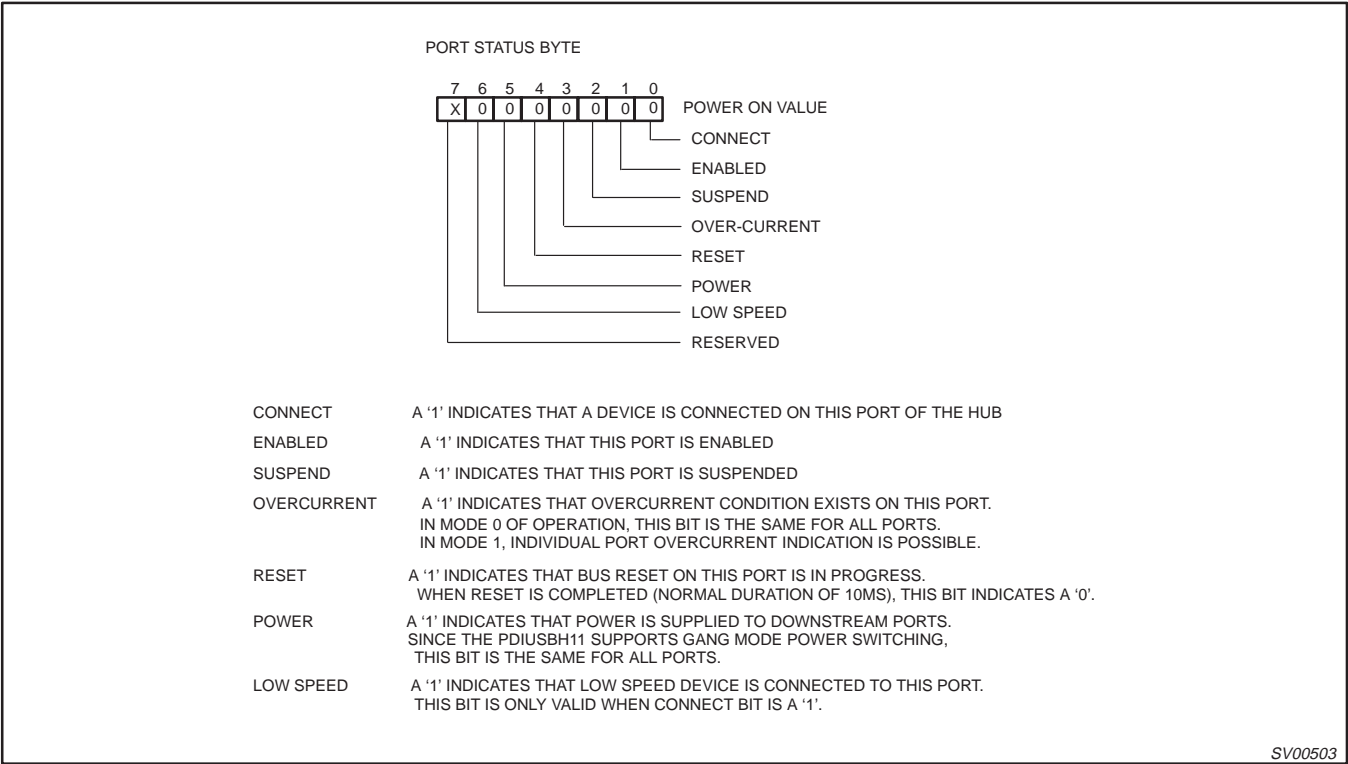 PORT STATUS BYTE
7 6 5 4 3 2 1 0
X 0 0 0 0 0 0 0 POWER ON VALUE
CONNECT
ENABLED
SUSPEND
OVER-CURRENT
RESET
POWER
LOW SPEED
RESERVED
CONNECT A ‘1’ INDICATES THAT A DEVICE IS CONNECTED ON THIS PORT OF THE HUB
ENABLED A ‘1’ INDICATES THAT THIS PORT IS ENABLED
SUSPEND A ‘1’ INDICATES THAT THIS PORT IS SUSPENDED
OVERCURRENT A ‘1’ INDICATES THAT OVERCURRENT CONDITION EXISTS ON THIS PORT.
IN MODE 0 OF OPERATION, THIS BIT IS THE SAME FOR ALL PORTS.
IN MODE 1, INDIVIDUAL PORT OVERCURRENT INDICATION IS POSSIBLE.
RESET A ‘1’ INDICATES THAT BUS RESET ON THIS PORT IS IN PROGRESS.
WHEN RESET IS COMPLETED (NORMAL DURATION OF 10MS), THIS BIT INDICATES A ‘0’.
POWER A ‘1’ INDICATES THAT POWER IS SUPPLIED TO DOWNSTREAM PORTS.
SINCE THE PDIUSBH11 SUPPORTS GANG MODE POWER SWITCHING,
THIS BIT IS THE SAME FOR ALL PORTS.
LOW SPEED A ‘1’ INDICATES THAT LOW SPEED DEVICE IS CONNECTED TO THIS PORT.
THIS BIT IS ONLY VALID WHEN CONNECT BIT IS A ‘1’.
SV00503